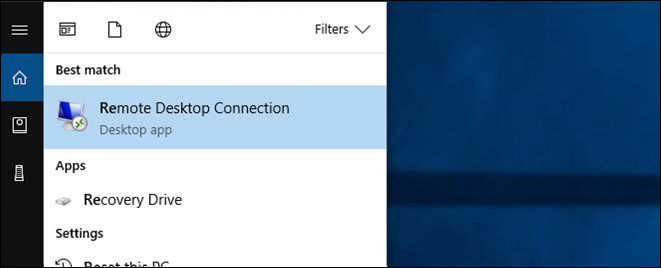 Filters
Best match
Remote Desktop Connection
Desktop app
Apps
Recovery Drive
Settings
Reset this PC